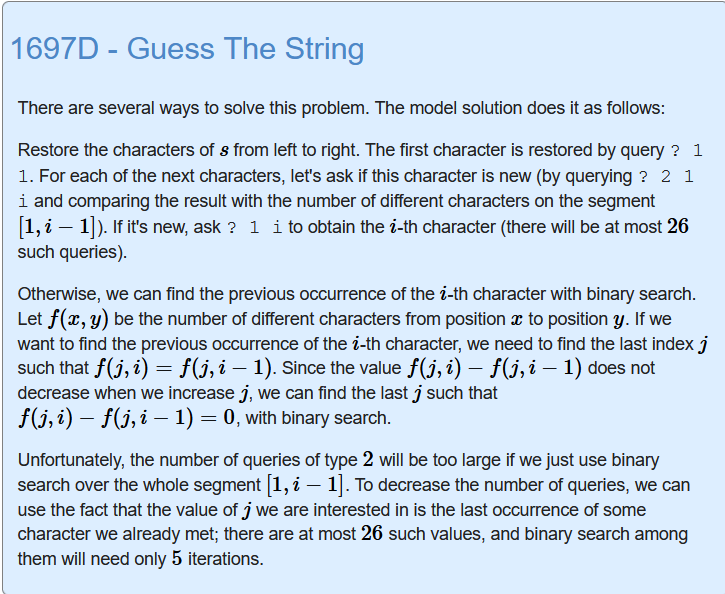 1697D - Guess The String
There are several ways to solve this problem. The model solution does it as follows:
Restore the characters of s from left to right. The first character is restored by query ? 1
1. For each of the next characters, let's ask if this character is new (by querying ? 2 1
i and comparing the result with the number of different characters on the segment
[1, i − 1]). If it's new, ask ? 1 i to obtain the i-th character (there will be at most 26
such queries).
Otherwise, we can find the previous occurrence of the i-th character with binary search.
Let f(x, y) be the number of different characters from position x to position y. If we
want to find the previous occurrence of the i-th character, we need to find the last index j
such that f(j, i) = f(j, i − 1). Since the value f(j, i) − f(j, i − 1) does not
decrease when we increase j, we can find the last j such that
f(j, i) − f(j, i − 1) = 0, with binary search.
Unfortunately, the number of queries of type 2 will be too large if we just use binary
search over the whole segment [1, i − 1]. To decrease the number of queries, we can
use the fact that the value of j we are interested in is the last occurrence of some
character we already met; there are at most 26 such values, and binary search among
them will need only 5 iterations.